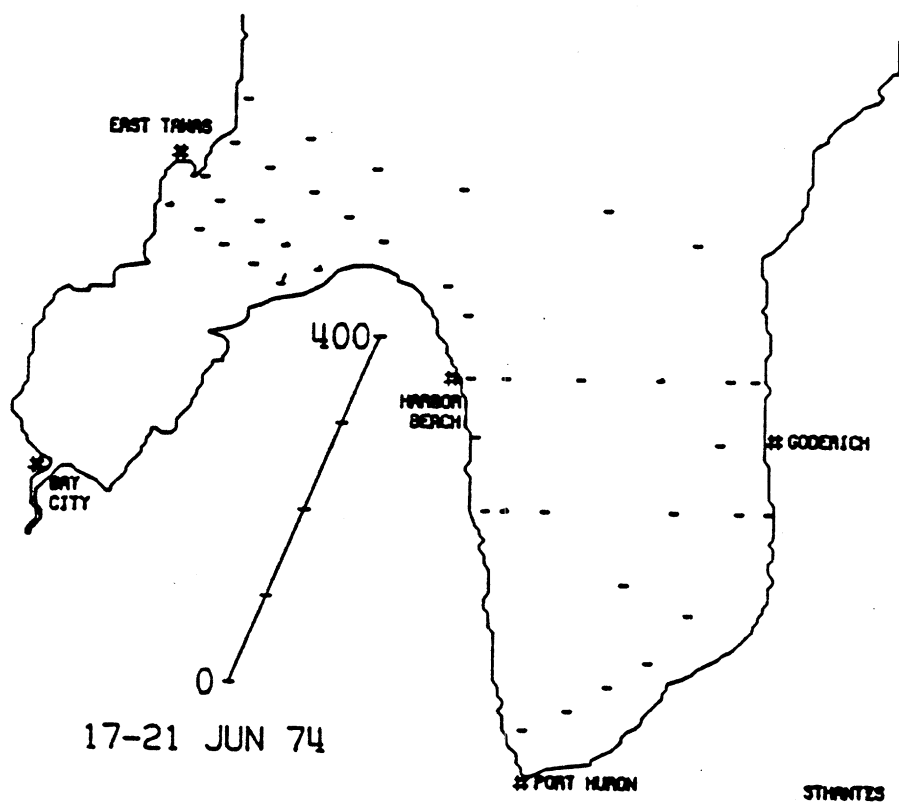 EAST TAWAS
400
HARBOR
BEACH
# GODERICH
BAY
CITY
0
17-21 JUN 74
# PORT HURON
STHANTZS